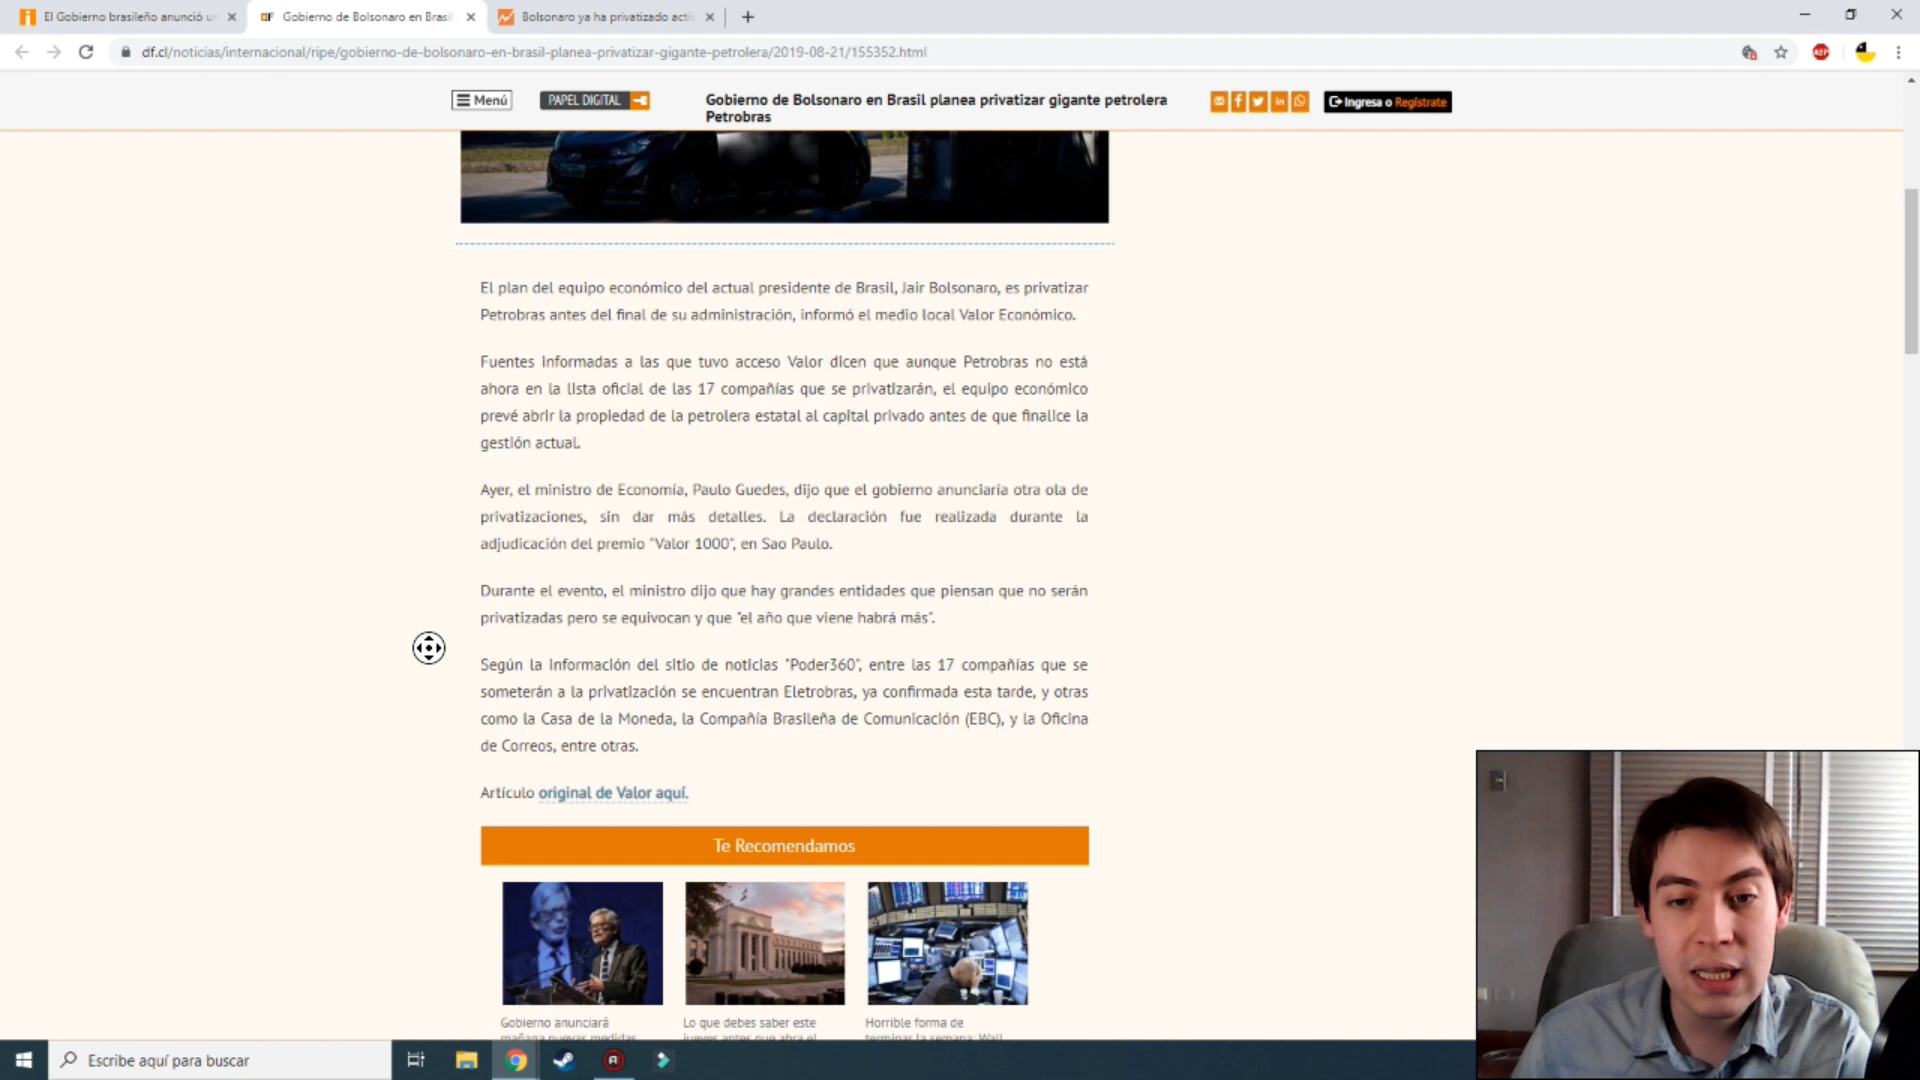 El Gobierno brasileño anunció un
Gobierno de Bolsonaro en Brasil
Bolsonaro ya ha privatizado activ
df.cl/noticias/internacional/ripe/gobierno-de-bolsonaro-en-brasil-planea-privatizar-gigante-petrolera/2019-08-21/155352.html
ABP
Menú
PAPEL DIGITAL
Gobierno de Bolsonaro en Brasil planea privatizar gigante petrolera
Petrobras
Ingresa o Regístrate
El plan del equipo económico del actual presidente de Brasil, Jair Bolsonaro, es privatizar
Petrobras antes del final de su administración, informó el medio local Valor Económico.
Fuentes informadas a las que tuvo acceso Valor dicen que aunque Petrobras no está
ahora en la lista oficial de las 17 compañías que se privatizarán, el equipo económico
prevé abrir la propiedad de la petrolera estatal al capital privado antes de que finalice la
gestión actual.
Ayer, el ministro de Economía, Paulo Guedes, dijo que el gobierno anunciaría otra ola de
privatizaciones, sin dar más detalles. La declaración fue realizada durante la
adjudicación del premio "Valor 1000", en Sao Paulo.
Durante el evento, el ministro dijo que hay grandes entidades que piensan que no serán
privatizadas pero se equivocan y que "el año que viene habrá más".
Según la información del sitio de noticias "Poder360", entre las 17 compañías que se
someterán a la privatización se encuentran Eletrobras, ya confirmada esta tarde, y otras
como la Casa de la Moneda, la Compañía Brasileña de Comunicación (EBC), y la Oficina
de Correos, entre otras.
Artículo original de Valor aquí.
Te Recomendamos
Gobierno anunciará
mañana nuevas medidas
Lo que debes saber este
jueves antes que abra el
Horrible forma de
terminar la semana: Wall
Escribe aquí para buscar